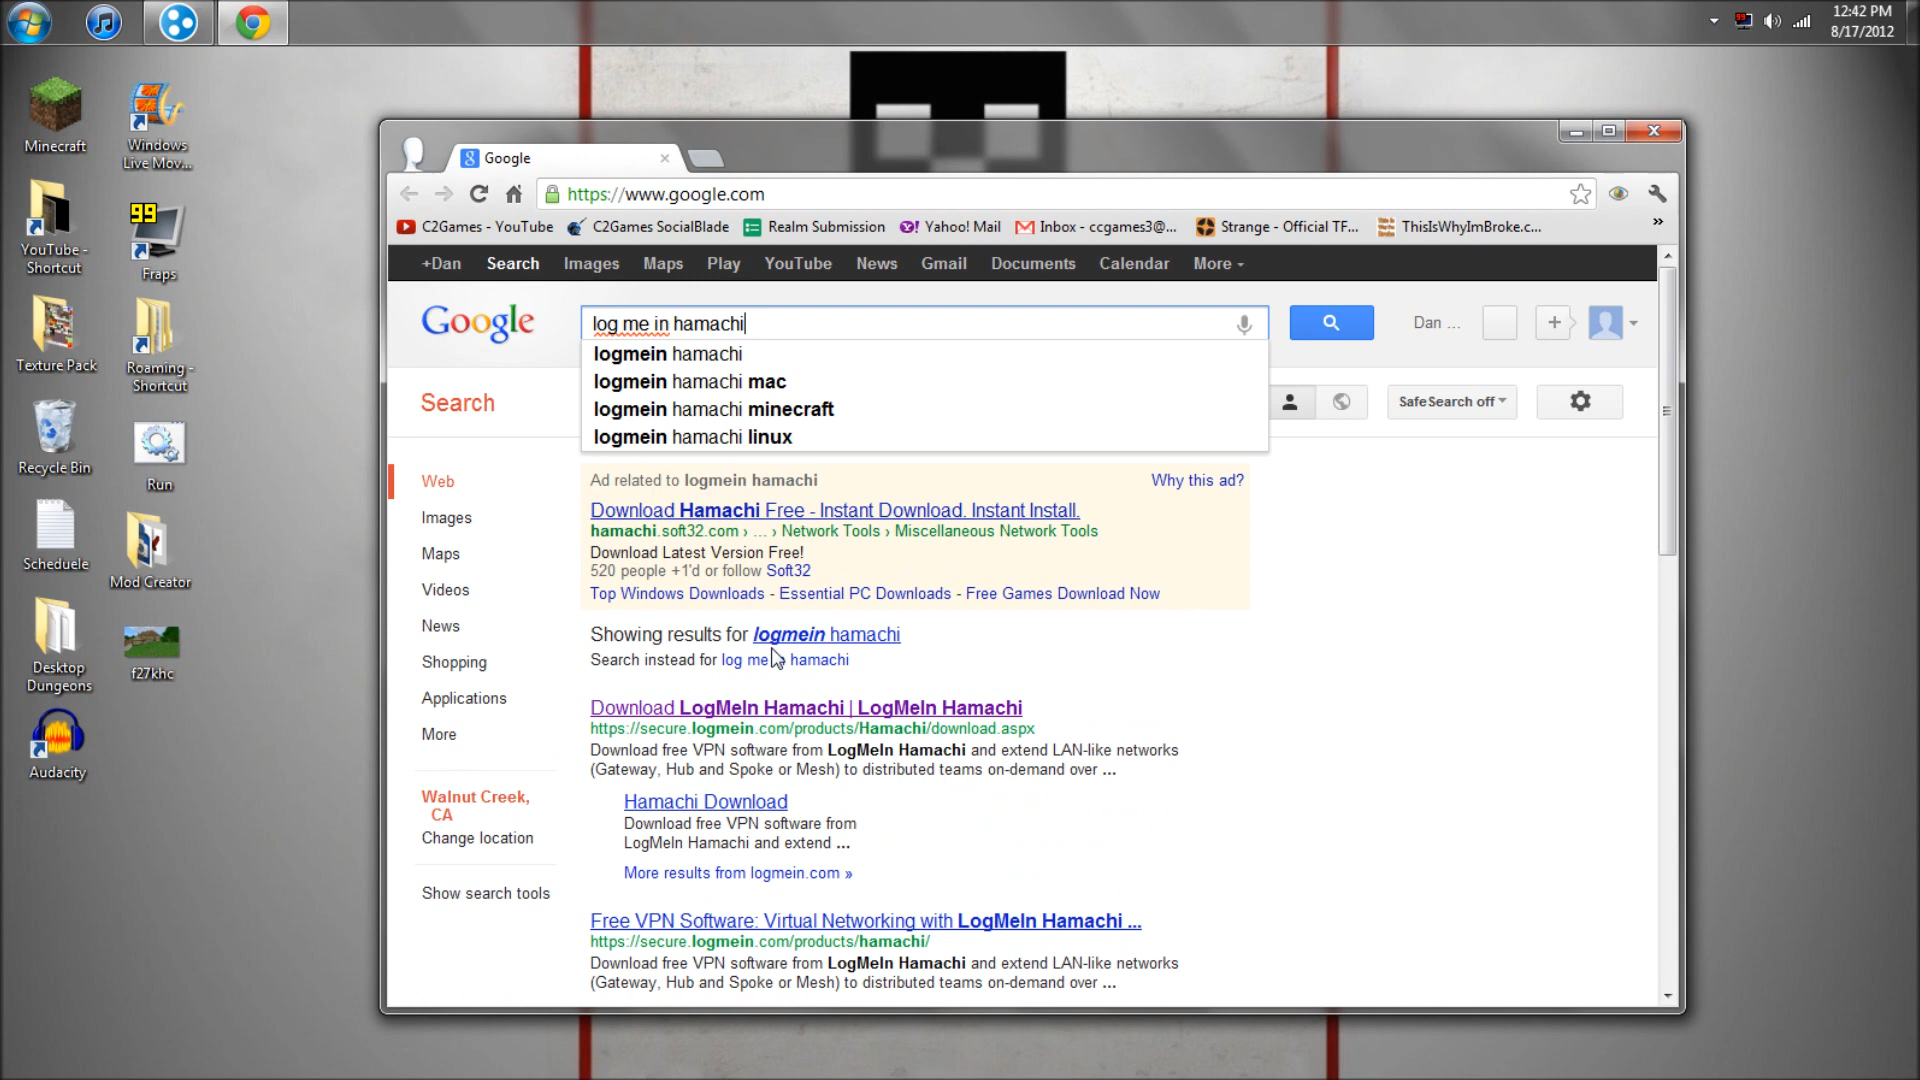 12:42 PM
8/17/2012
99
Minecraft
Windows
Live Mov...
YouTube -
Shortcut
99
Fraps
Texture Pack
Roaming -
Shortcut
Recycle Bin
Run
Scheduele
Mod Creator
Desktop
Dungeons
f27khc
Audacity
Google
https://www.google.com
C2Games - YouTube
C2Games SocialBlade
Realm Submission
Yahoo! Mail
Inbox - ccgames3@...
Strange - Official TF...
ThisIsWhyImBroke.c...
»
+Dan Search Images Maps Play YouTube News Gmail Documents Calendar More
Google
log me in hamachi
Dan ...
+
logmein hamachi
logmein hamachi mac
logmein hamachi minecraft
logmein hamachi linux
Search
SafeSearch off
Web
Images
Maps
Videos
News
Shopping
Applications
More
Walnut Creek,
CA
Change location
Show search tools
Ad related to logmein hamachi
Why this ad?
Download Hamachi Free - Instant Download. Instant Install.
hamachi.soft32.com › ... › Network Tools › Miscellaneous Network Tools
Download Latest Version Free!
520 people +1'd or follow Soft32
Top Windows Downloads - Essential PC Downloads - Free Games Download Now
Showing results for logmein hamachi
Search instead for log me hamachi
Download LogMeIn Hamachi | LogMeIn Hamachi
https://secure.logmein.com/products/Hamachi/download.aspx
Download free VPN software from LogMeIn Hamachi and extend LAN-like networks
(Gateway, Hub and Spoke or Mesh) to distributed teams on-demand over ...
Hamachi Download
Download free VPN software from
LogMeIn Hamachi and extend ...
More results from logmein.com »
Free VPN Software: Virtual Networking with LogMeIn Hamachi ...
https://secure.logmein.com/products/hamachi/
Download free VPN software from LogMeIn Hamachi and extend LAN-like networks
(Gateway, Hub and Spoke or Mesh) to distributed teams on-demand over ...